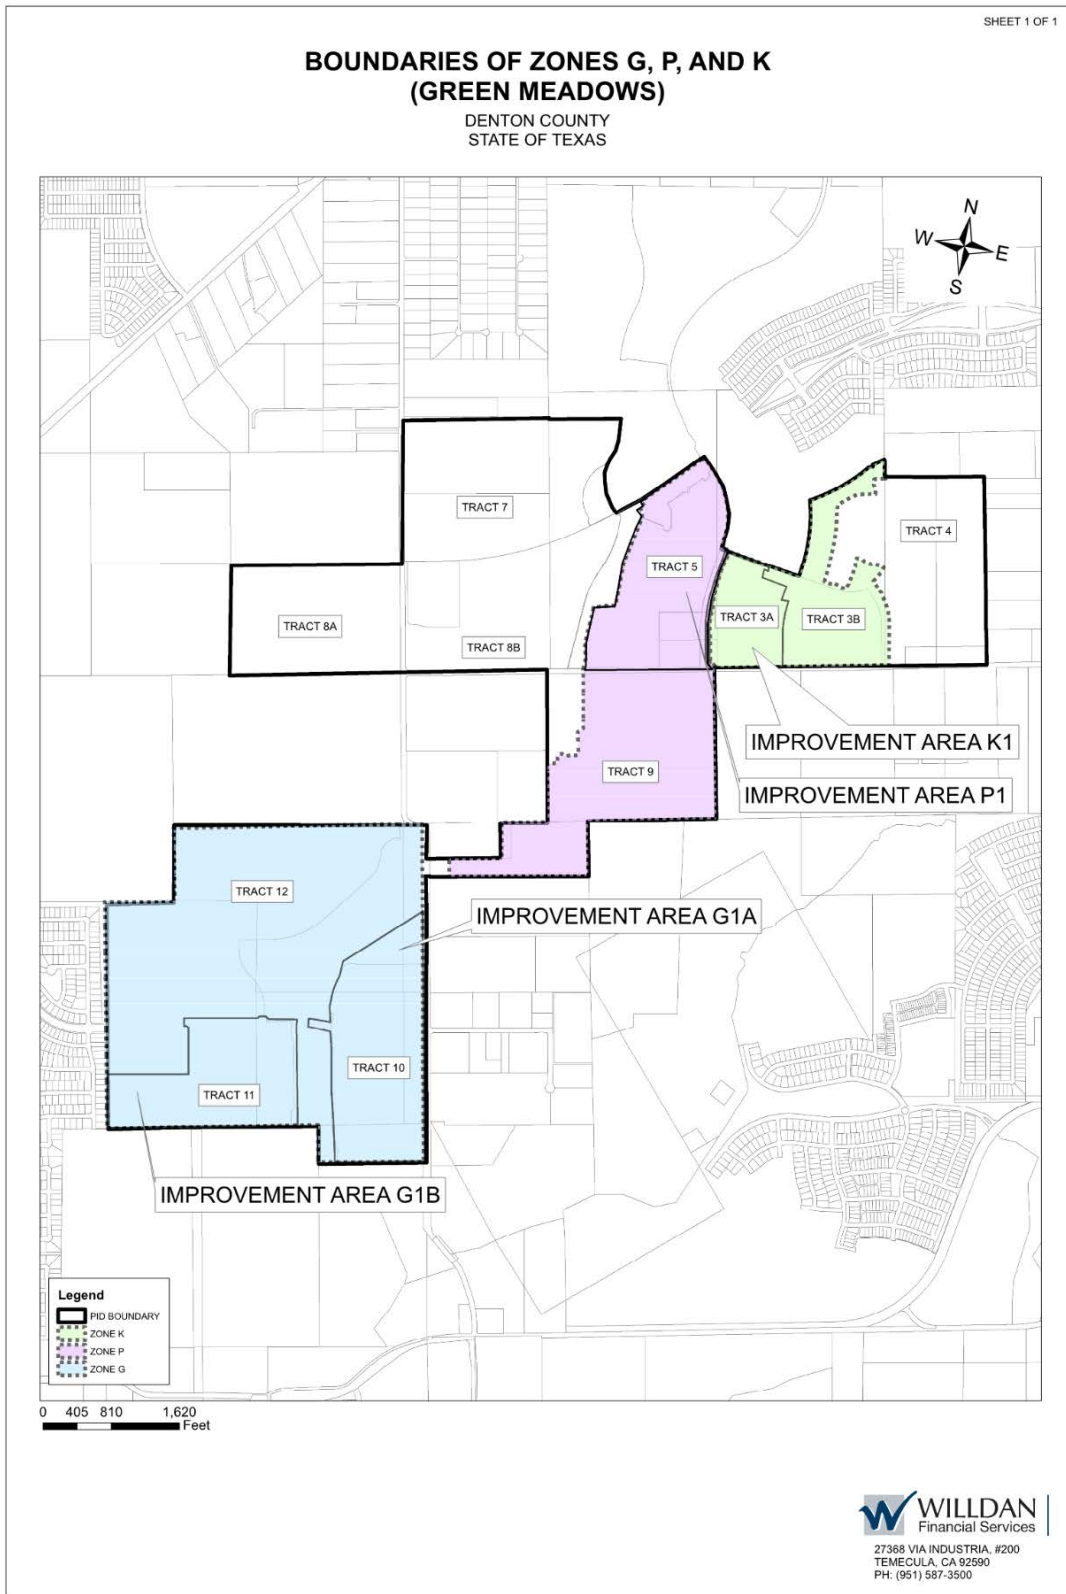 SHEET 1 OF 1
BOUNDARIES OF ZONES G, P, AND K
(GREEN MEADOWS)
DENTON COUNTY
STATE OF TEXAS
N
W
E
S
TRACT 7
TRACT 4
TRACT 5
TRACT 3A
TRACT 3B
TRACT 8A
TRACT 8B
IMPROVEMENT AREA K1
TRACT 9
IMPROVEMENT AREA P1
TRACT 12
IMPROVEMENT AREA G1A
TRACT 10
TRACT 11
IMPROVEMENT AREA G1B
Legend
PID BOUNDARY
ZONE K
ZONE P
ZONE G
0 405 810 1,620
Feet
WILLDAN
Financial Services
27368 VIA INDUSTRIA, #200
TEMECULA, CA 92590
PH: (951) 587-3500